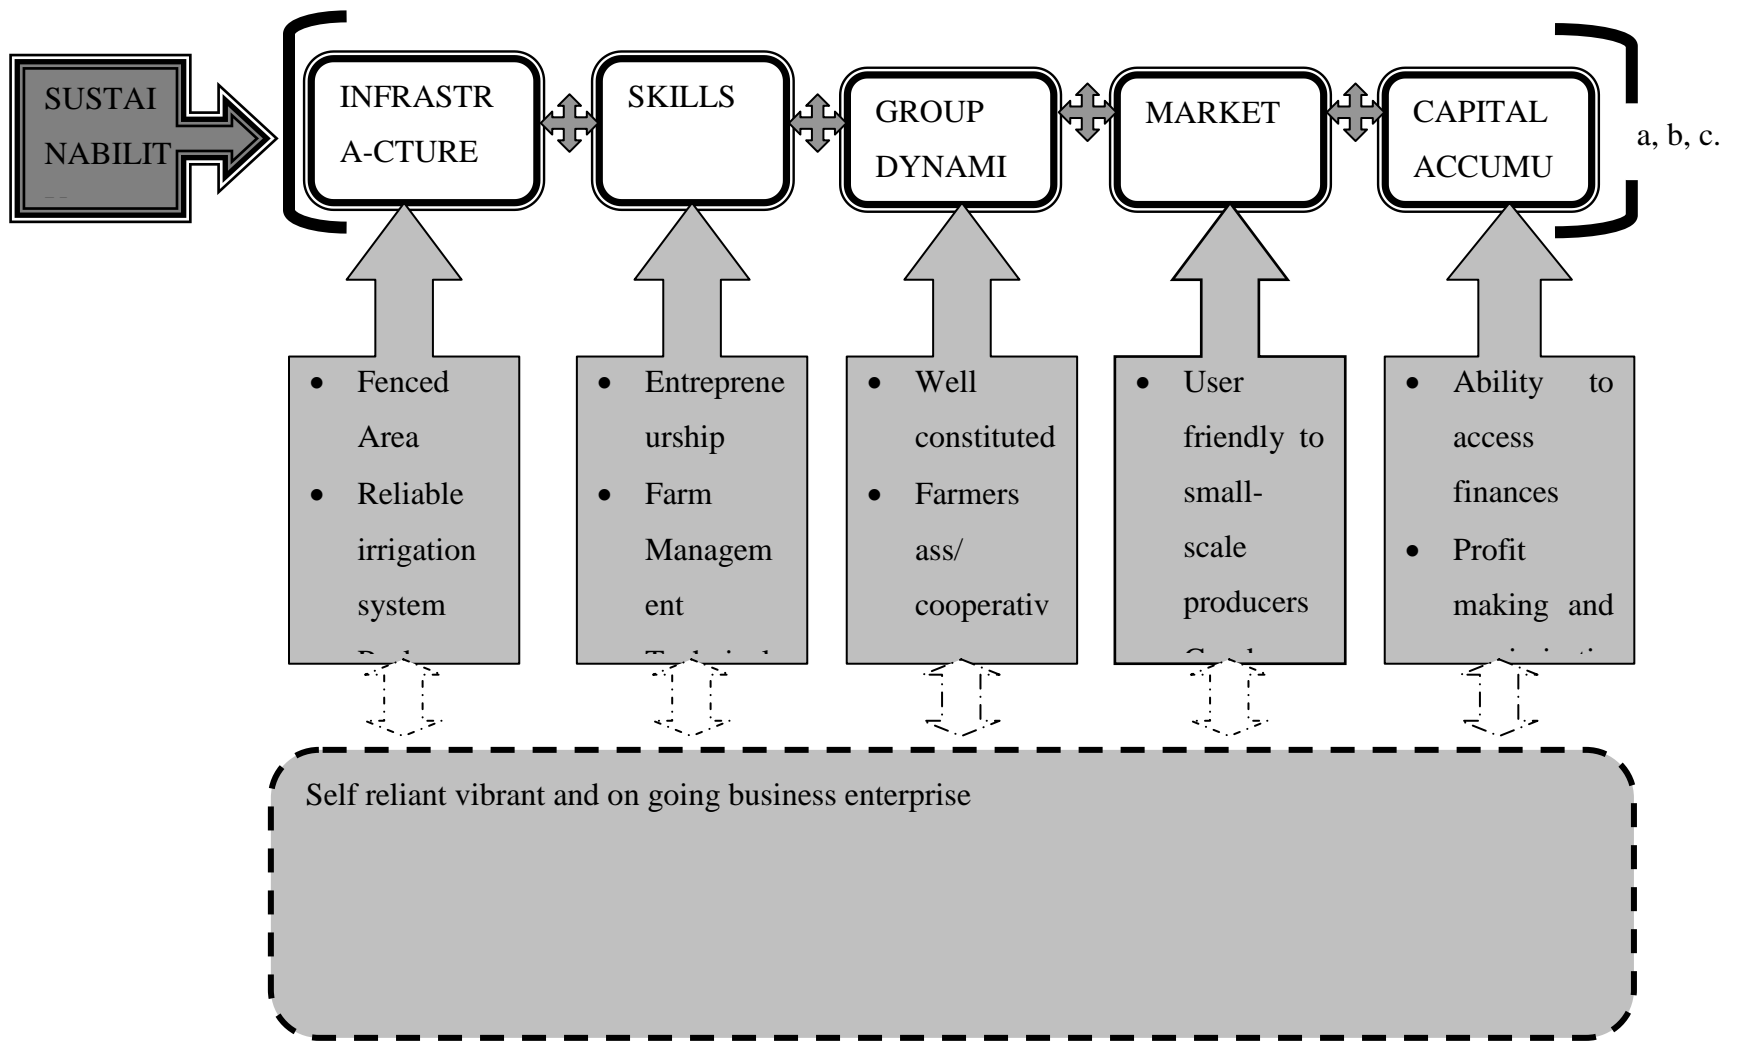 SUSTAI
NABILIT
INFRASTR
A-CTURE
SKILLS
GROUP
DYNAMI
MARKET
CAPITAL
ACCUMU
a, b, c.
• Fenced
Area
• Reliable
irrigation
system
• Entreprene
urship
• Farm
Managem
ent
• Well
constituted
• Farmers
ass/
cooperativ
• User
friendly to
small-
scale
producers
• Ability to
access
finances
• Profit
making and
Self reliant vibrant and on going business enterprise